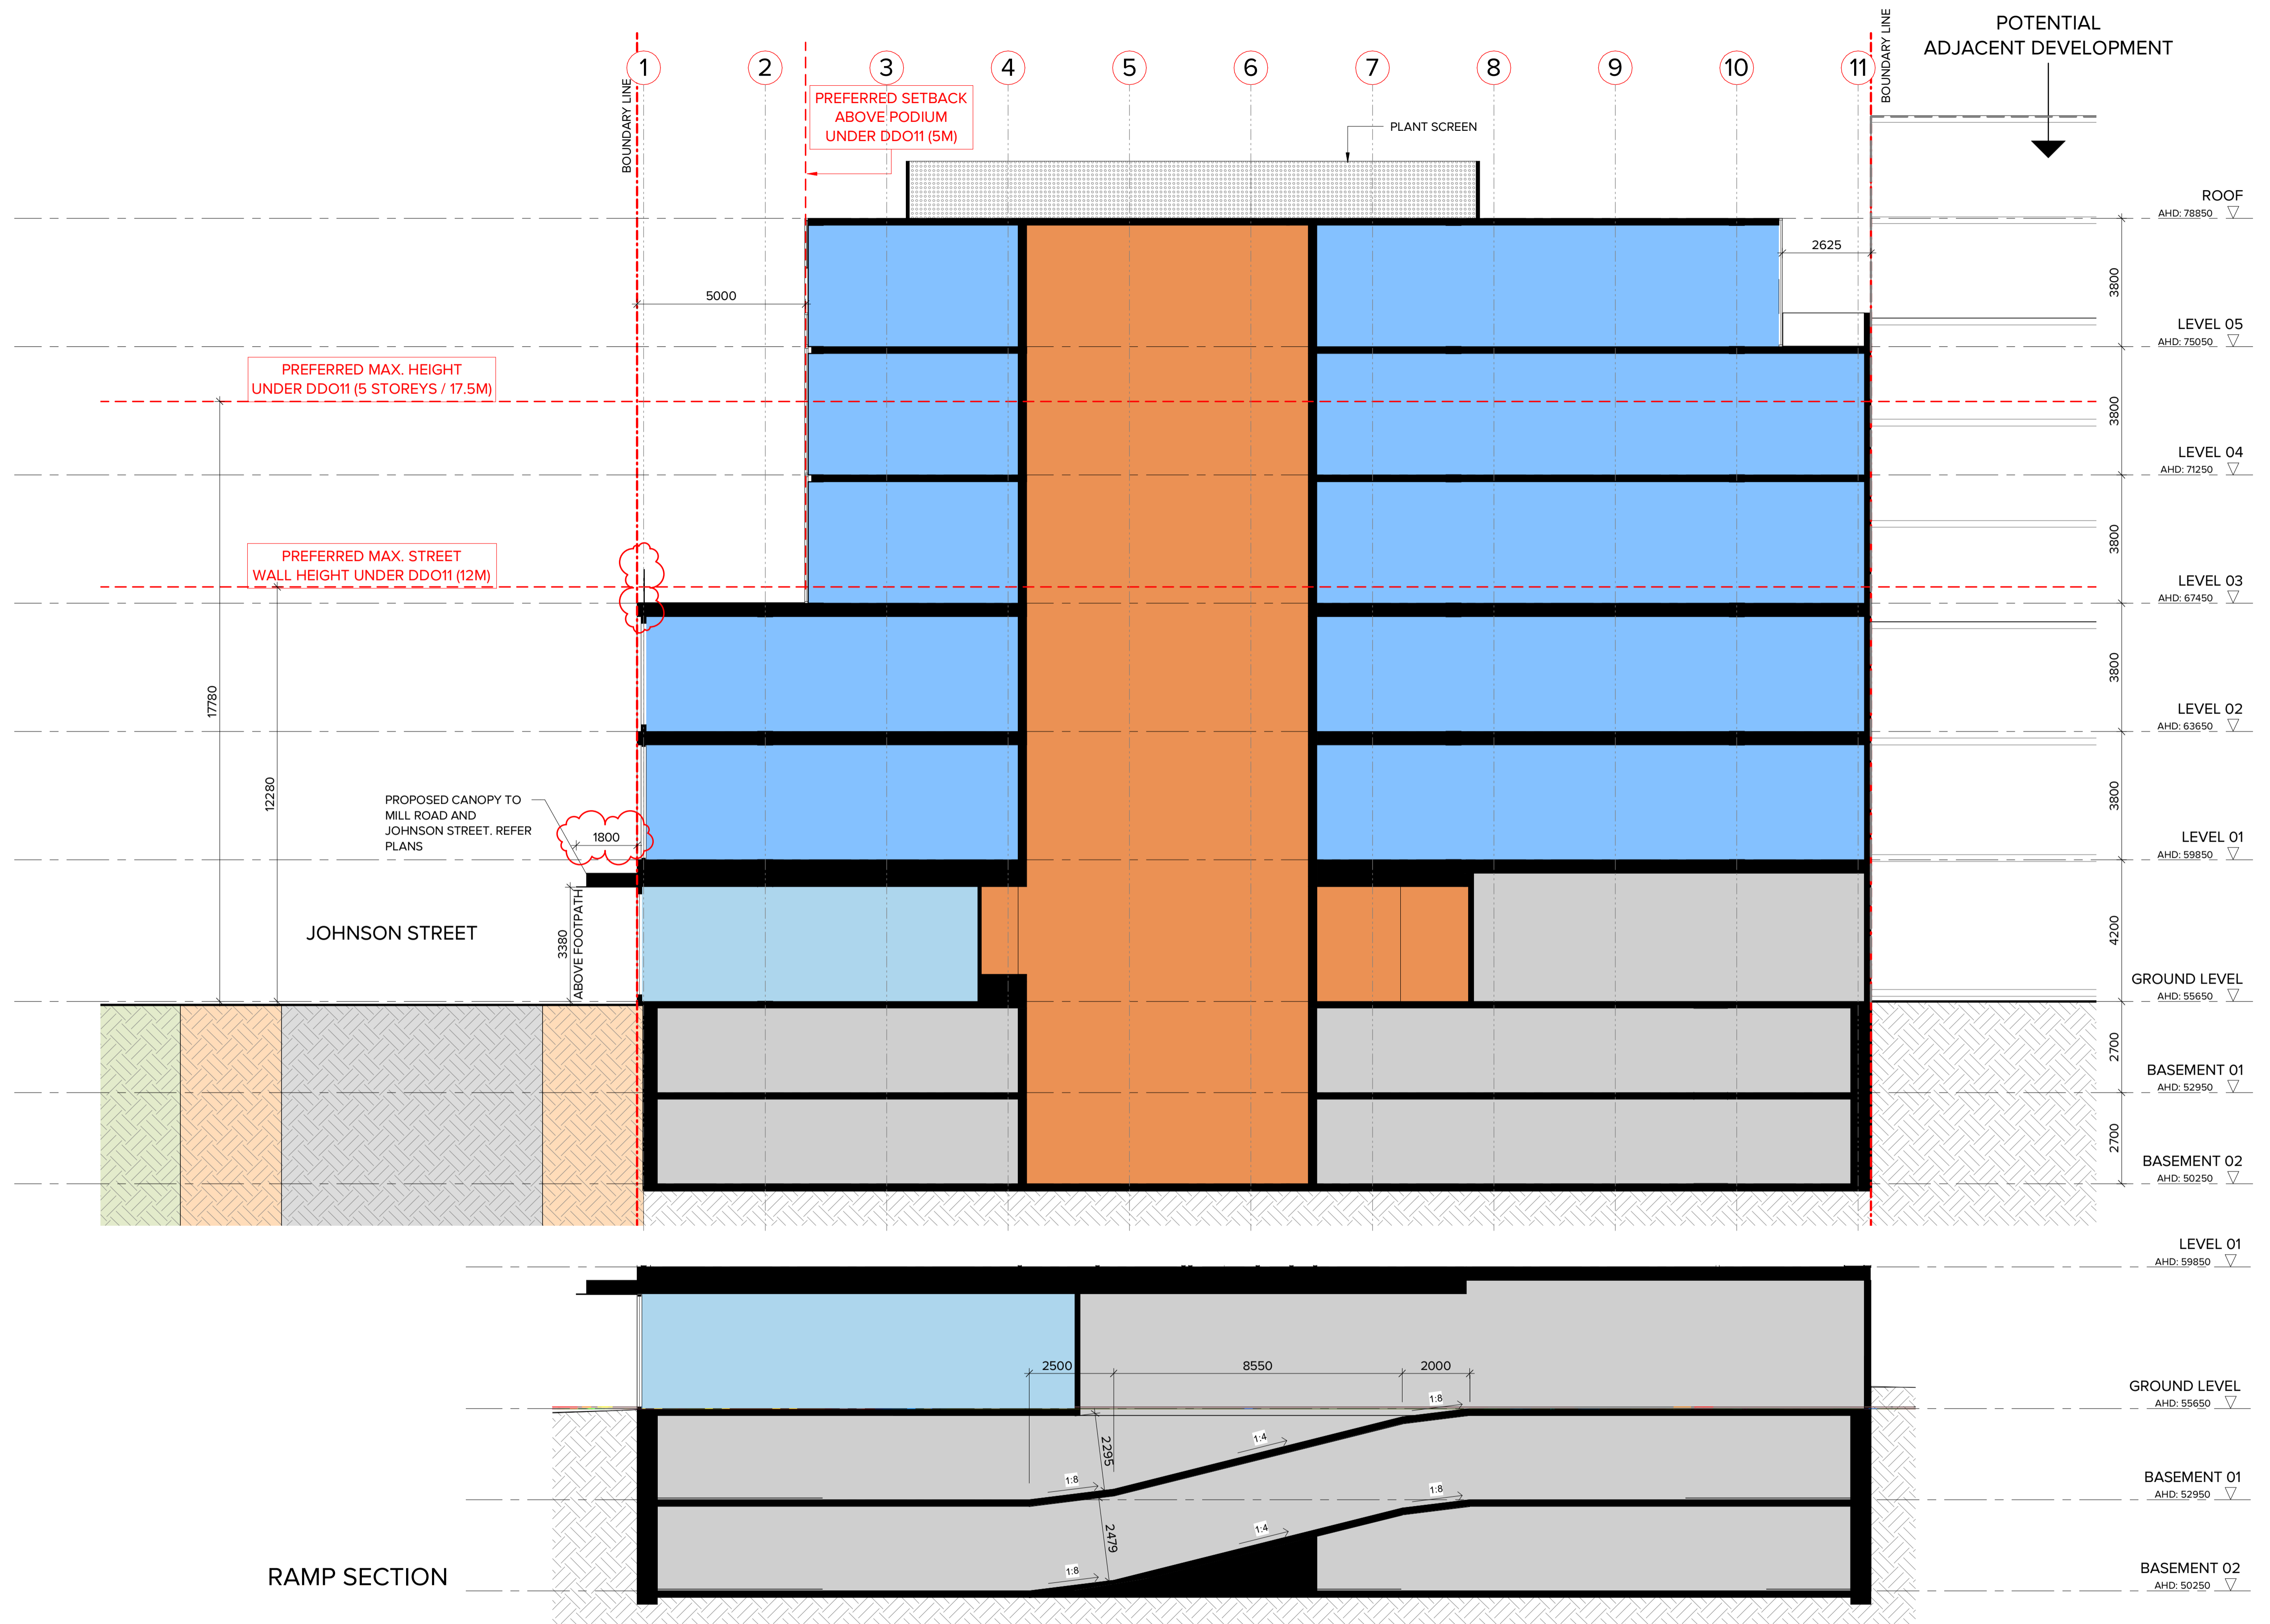 POTENTIAL
ADJACENT DEVELOPMENT
BOUNDARY LINE
1
2
3
4
5
6
7
8
9
10
11
BOUNDARY LINE
PREFERRED SETBACK
ABOVE PODIUM
UNDER DDO11 (5M)
PLANT SCREEN
ROOF
AHD: 78850
2625
3800
5000
LEVEL 05
AHD: 75050
PREFERRED MAX. HEIGHT
UNDER DDO11 (5 STOREYS / 17.5M)
3800
LEVEL 04
AHD: 71250
3800
PREFERRED MAX. STREET
WALL HEIGHT UNDER DDO11 (12M)
LEVEL 03
AHD: 67450
3800
17780
LEVEL 02
AHD: 63650
12280
3800
PROPOSED CANOPY TO
MILL ROAD AND
JOHNSON STREET. REFER
PLANS
1800
LEVEL 01
AHD: 59850
JOHNSON STREET
3380
ABOVE FOOTPATH
4200
GROUND LEVEL
AHD: 55650
2700
BASEMENT 01
AHD: 52950
2700
BASEMENT 02
AHD: 50250
LEVEL 01
AHD: 59850
2500
8550
2000
GROUND LEVEL
AHD: 55650
1:8
1:4
2295
1:8
BASEMENT 01
AHD: 52950
1:8
1:4
2479
1:8
RAMP SECTION
BASEMENT 02
AHD: 50250